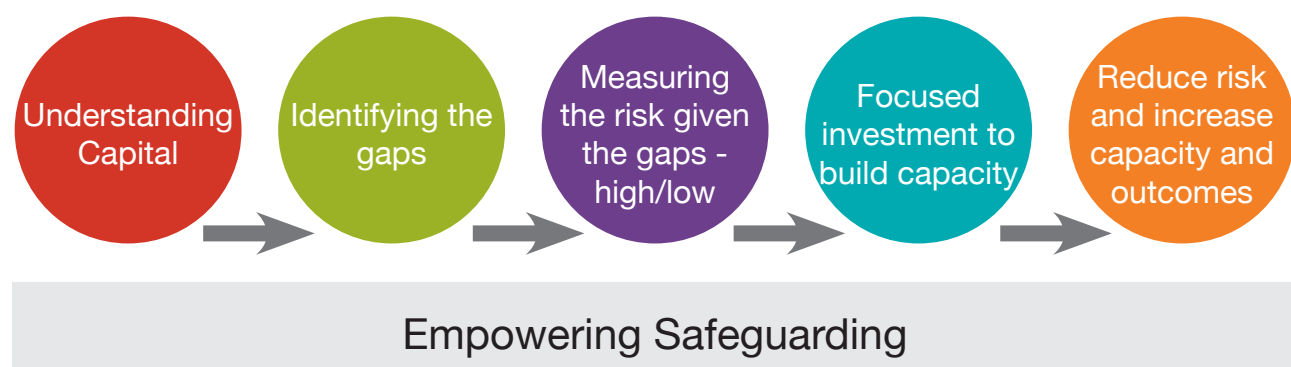 Understanding
Capital
Identifying the
gaps
Measuring
the risk given
the gaps -
high/low
Focused
investment to
build capacity
Reduce risk
and increase
capacity and
outcomes
Empowering Safeguarding